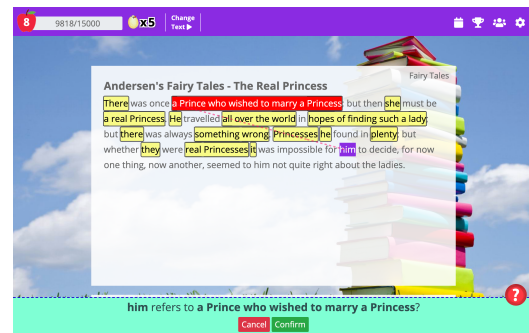 8 9818/15000 x5 Change
Text ▶
Fairy Tales
Andersen's Fairy Tales - The Real Princess
There was once a Prince who wished to marry a Princess; but then she must be
a real Princess. He travelled all over the world in hopes of finding such a lady;
but there was always something wrong. Princesses he found in plenty; but
whether they were real Princesses it was impossible for him to decide, for now
one thing, now another, seemed to him not quite right about the ladies.
?
him refers to a Prince who wished to marry a Princess?
Cancel Confirm